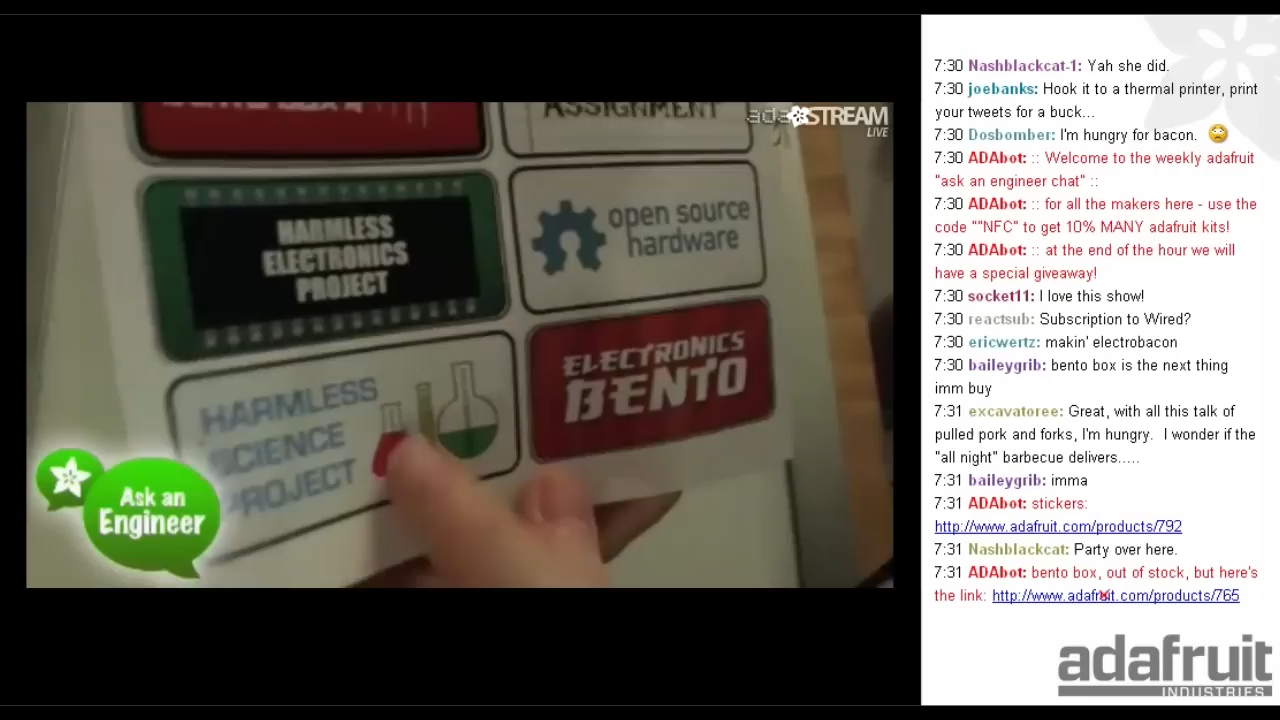 ASSIGNMENT
adaSTREAM
LIVE
HARMLESS
ELECTRONICS
PROJECT
open source
hardware
HARMLESS
SCIENCE
PROJECT
ELECTRONICS
BENTO
Ask an
Engineer
7:30 Nashblackcat-1: Yah she did.
7:30 joebanks: Hook it to a thermal printer, print
your tweets for a buck...
7:30 Dosbomber: I'm hungry for bacon.
7:30 ADAbot: :: Welcome to the weekly adafruit
"ask an engineer chat" ::
7:30 ADAbot: :: for all the makers here - use the
code ""NFC" to get 10% MANY adafruit kits!
7:30 ADAbot: :: at the end of the hour we will
have a special giveaway!
7:30 socket11: I love this show!
7:30 reactsub: Subscription to Wired?
7:30 ericwertz: makin' electrobacon
7:30 baileygrib: bento box is the next thing
imm buy
7:31 excavatoree: Great, with all this talk of
pulled pork and forks, I'm hungry. I wonder if the
"all night" barbecue delivers.....
7:31 baileygrib: imma
7:31 ADAbot: stickers:
http://www.adafruit.com/products/792
7:31 Nashblackcat: Party over here.
7:31 ADAbot: bento box, out of stock, but here's
the link: http://www.adafruit.com/products/765
adafruit
INDUSTRIES